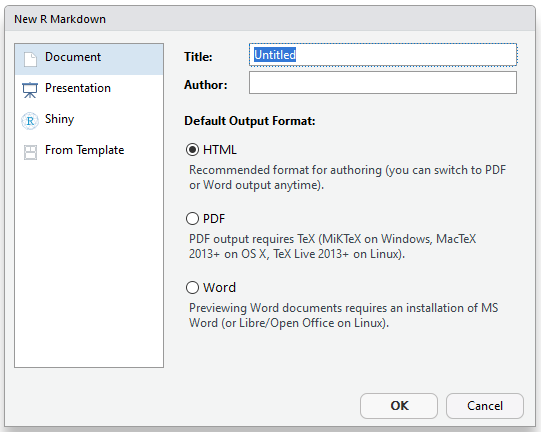 New R Markdown
Document
Presentation
Shiny
From Template
Title: Untitled
Author:
Default Output Format:
HTML
Recommended format for authoring (you can switch to PDF
or Word output anytime).
PDF
PDF output requires TeX (MiKTeX on Windows, MacTeX
2013+ on OS X, TeX Live 2013+ on Linux).
Word
Previewing Word documents requires an installation of MS
Word (or Libre/Open Office on Linux).
OK Cancel